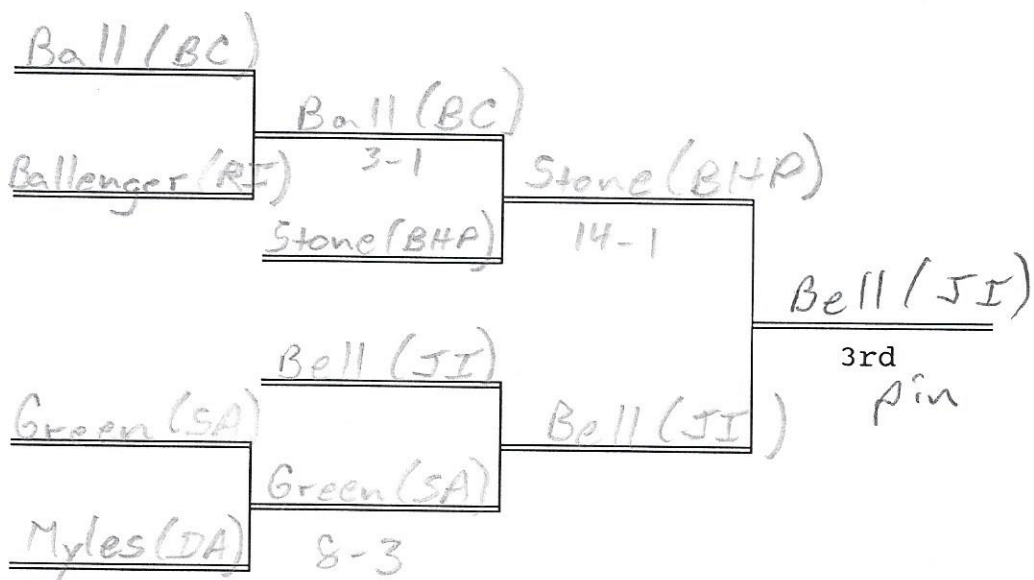 Ball (BC)
Ball (BC)
3-1
Ballenger (RI)
Stone (BHP)
14-1
Stone (BHP)
Bell (JI)
3rd
pin
Bell (JI)
Green (SA)
Bell (JI)
Green (SA)
8-3
Myles (DA)